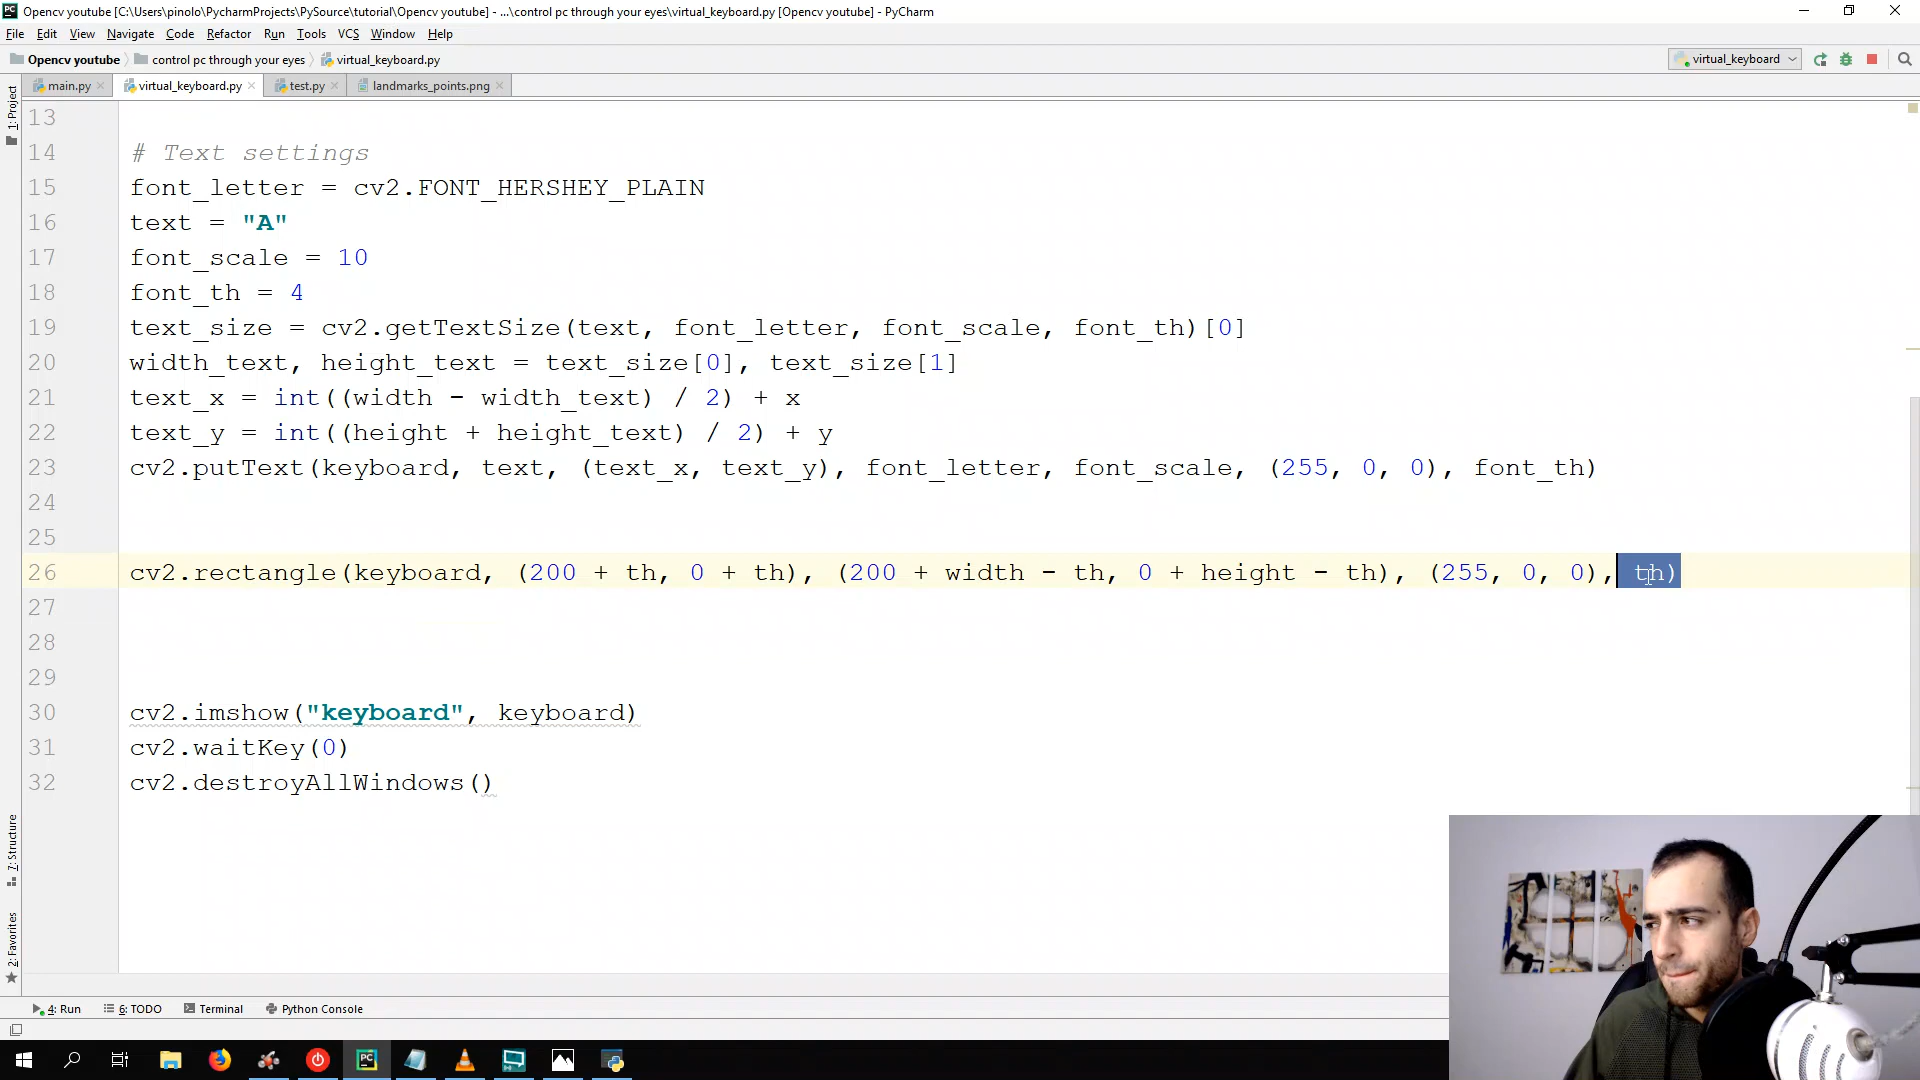 Opencv youtube [C:\Users\pinolo\PycharmProjects\PySource\tutorial\Opencv youtube] - ...\control pc through your eyes\virtual_keyboard.py [Opencv youtube] - PyCharm
File Edit View Navigate Code Refactor Run Tools VCS Window Help
Opencv youtube control pc through your eyes virtual_keyboard.py virtual_keyboard
main.py virtual_keyboard.py test.py landmarks_points.png
1: Project
13
14 # Text settings
15 font_letter = cv2.FONT_HERSHEY_PLAIN
16 text = "A"
17 font_scale = 10
18 font_th = 4
19 text_size = cv2.getTextSize(text, font_letter, font_scale, font_th)[0]
20 width_text, height_text = text_size[0], text_size[1]
21 text_x = int((width - width_text) / 2) + x
22 text_y = int((height + height_text) / 2) + y
23 cv2.putText(keyboard, text, (text_x, text_y), font_letter, font_scale, (255, 0, 0), font_th)
24
25
26 cv2.rectangle(keyboard, (200 + th, 0 + th), (200 + width - th, 0 + height - th), (255, 0, 0), th)
27
28
29
30 cv2.imshow("keyboard", keyboard)
31 cv2.waitKey(0)
32 cv2.destroyAllWindows()
7: Structure
2: Favorites
4: Run 6: TODO Terminal Python Console